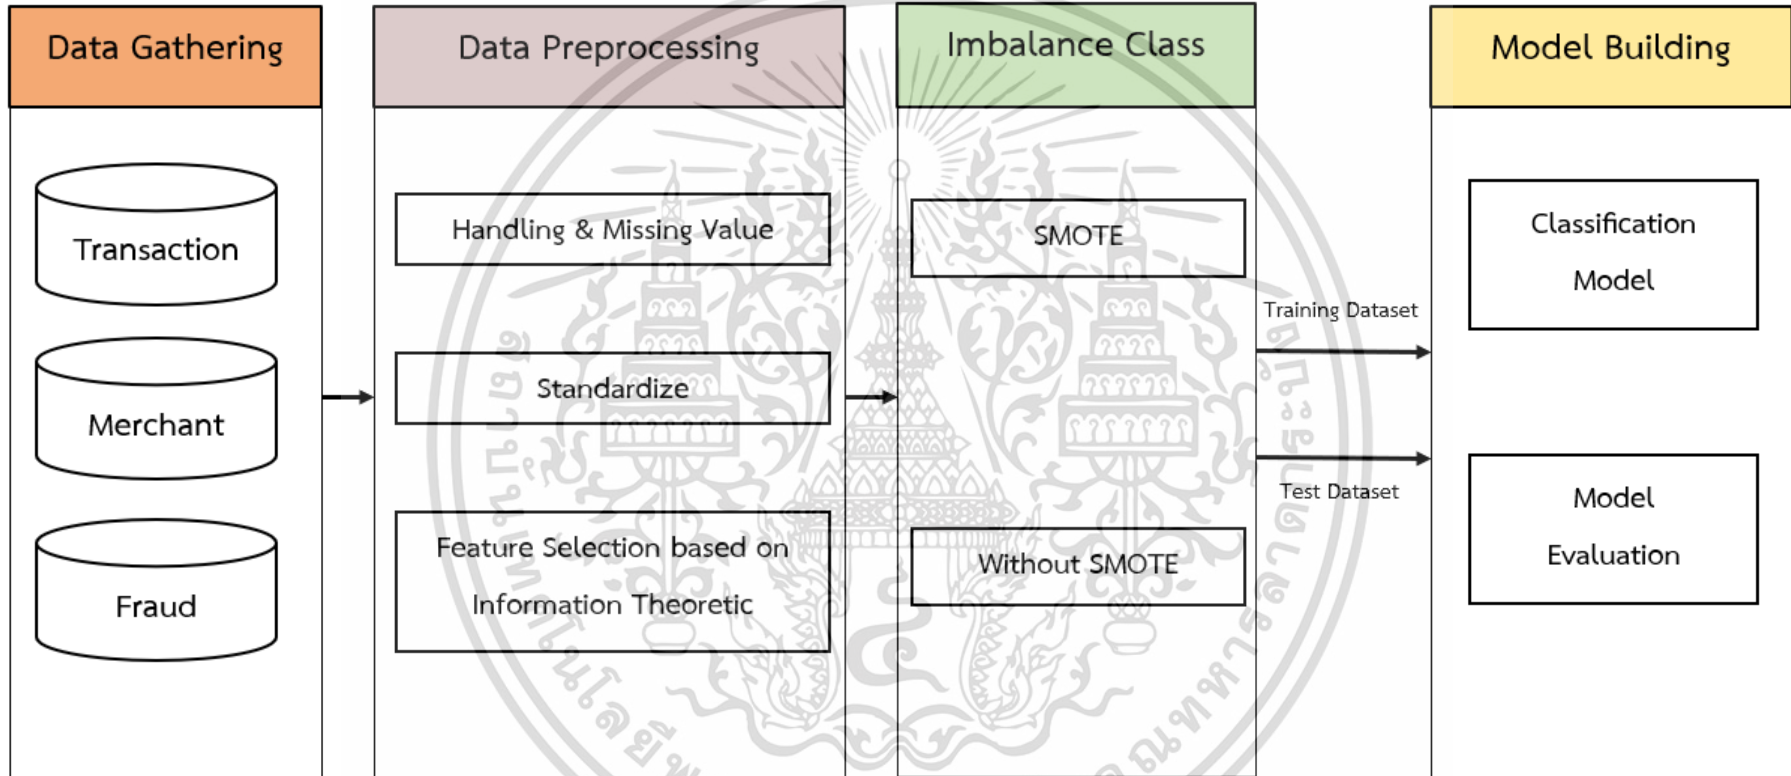 Data Gathering
Data Preprocessing
Imbalance Class
Model Building
Transaction
Merchant
Fraud
Handling & Missing Value
Standardize
Feature Selection based on
Information Theoretic
SMOTE
Without SMOTE
Training Dataset
Test Dataset
Classification
Model
Model
Evaluation